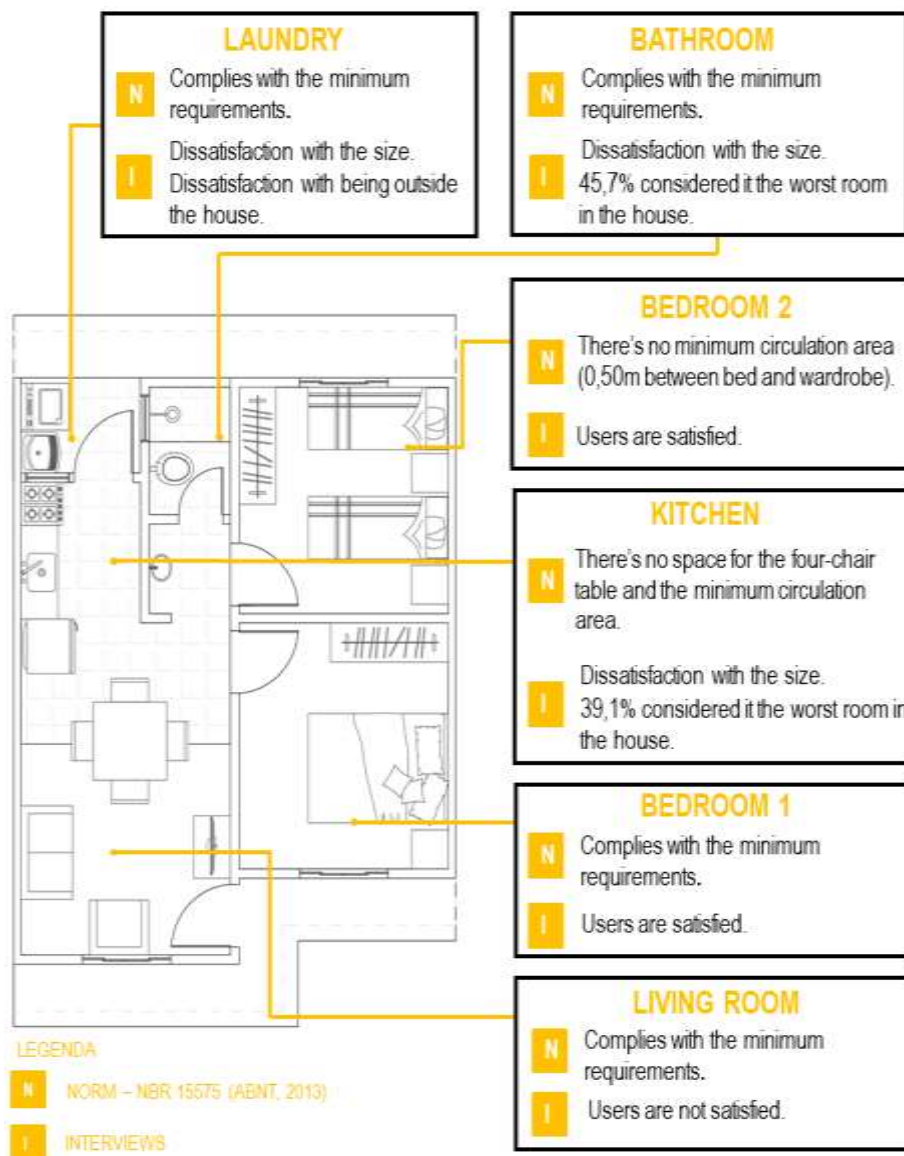 LAUNDRY
N Complies with the minimum
requirements.
I Dissatisfaction with the size.
Dissatisfaction with being outside
the house.
BATHROOM
N Complies with the minimum
requirements.
I Dissatisfaction with the size.
45,7% considered it the worst room
in the house.
BEDROOM 2
N There's no minimum circulation area
(0,50m between bed and wardrobe).
I Users are satisfied.
KITCHEN
N There's no space for the four-chair
table and the minimum circulation
area.
I Dissatisfaction with the size.
39,1% considered it the worst room in
the house.
BEDROOM 1
N Complies with the minimum
requirements.
I Users are satisfied.
LIVING ROOM
N Complies with the minimum
requirements.
I Users are not satisfied.
LEGENDA
N NORM – NBR 15575 (ABNT, 2013)
I INTERVIEWS